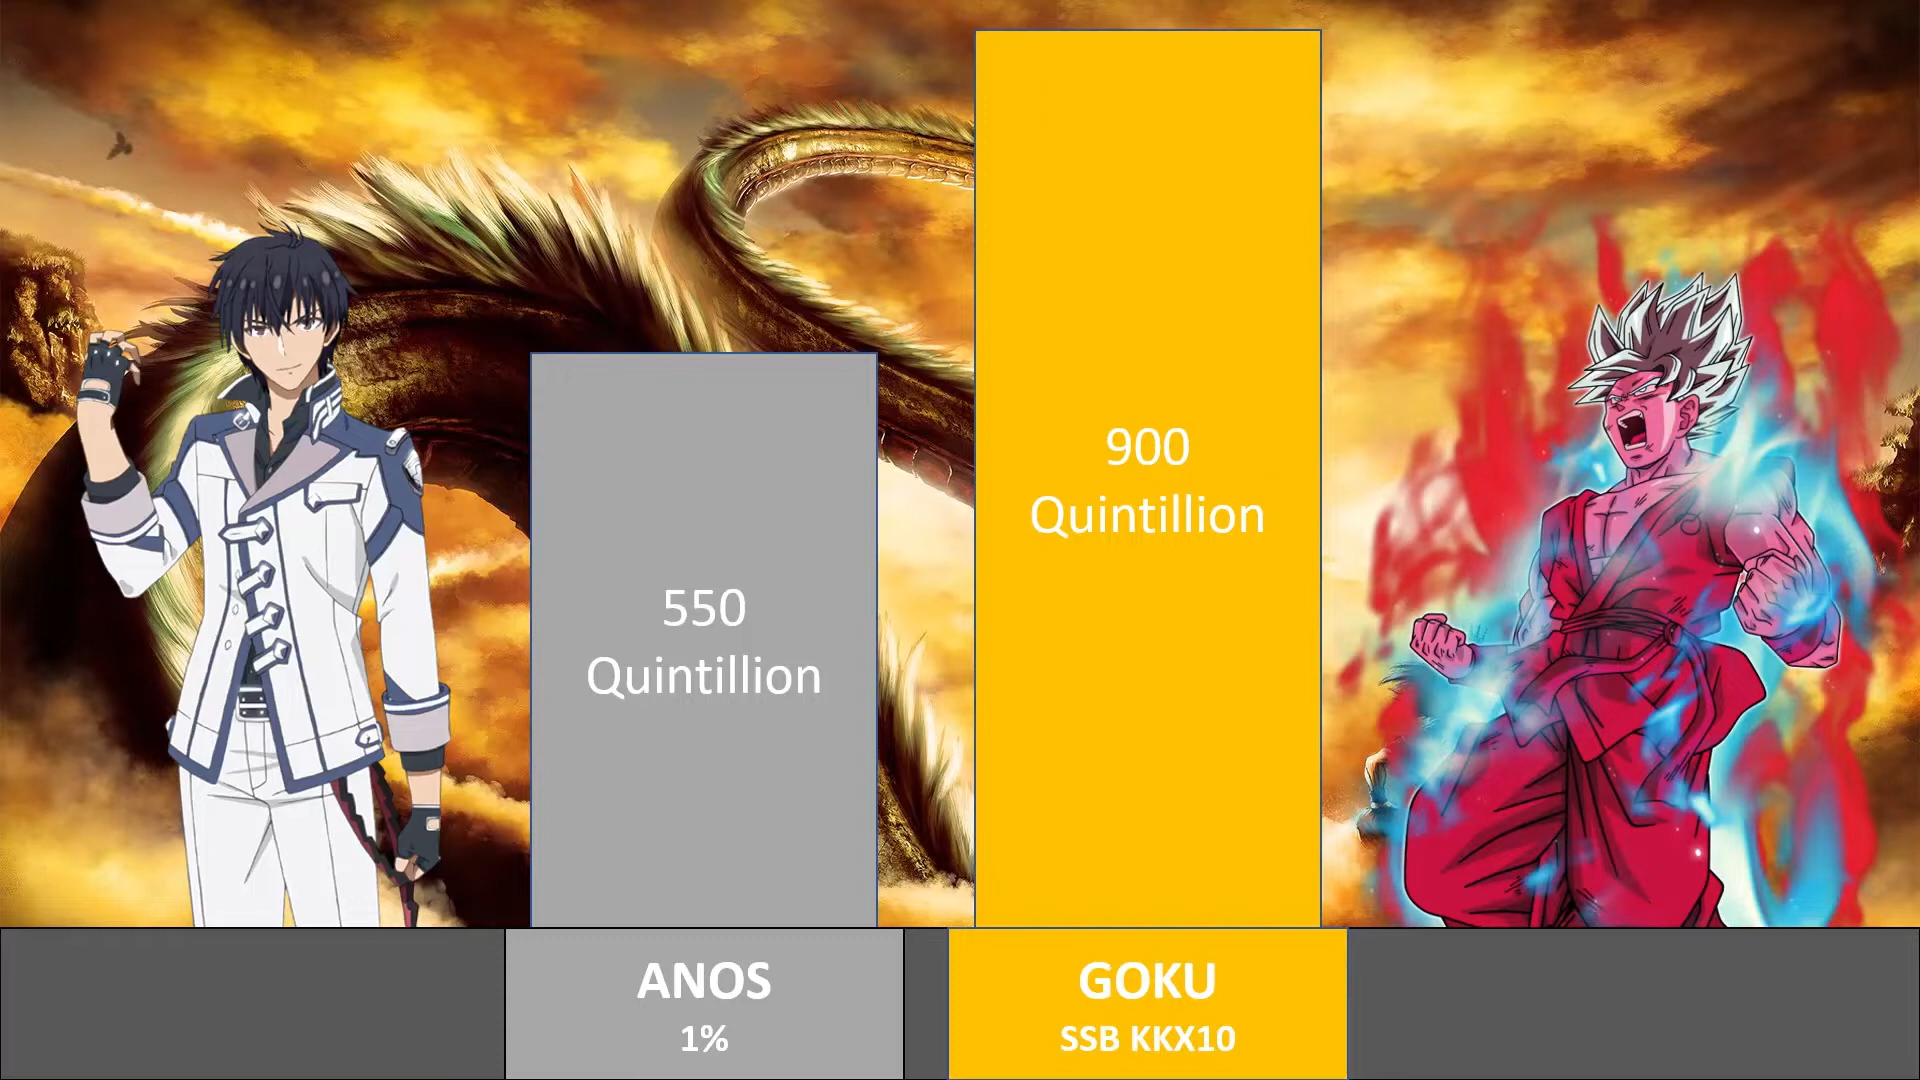 550
Quintillion
900
Quintillion
ANOS
1%
GOKU
SSB KKX10